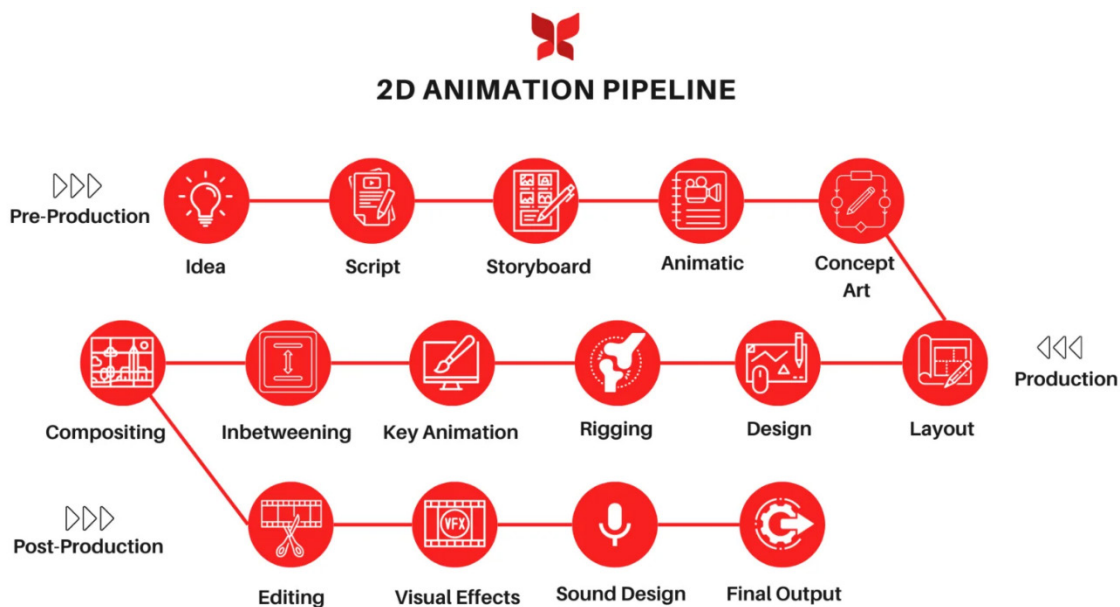 2D ANIMATION PIPELINE
Pre-Production
Idea
Script
Storyboard
Animatic
Concept
Art
Production
Layout
Design
Rigging
Key Animation
Inbetweening
Compositing
Post-Production
Editing
VFX
Visual Effects
Sound Design
Final Output